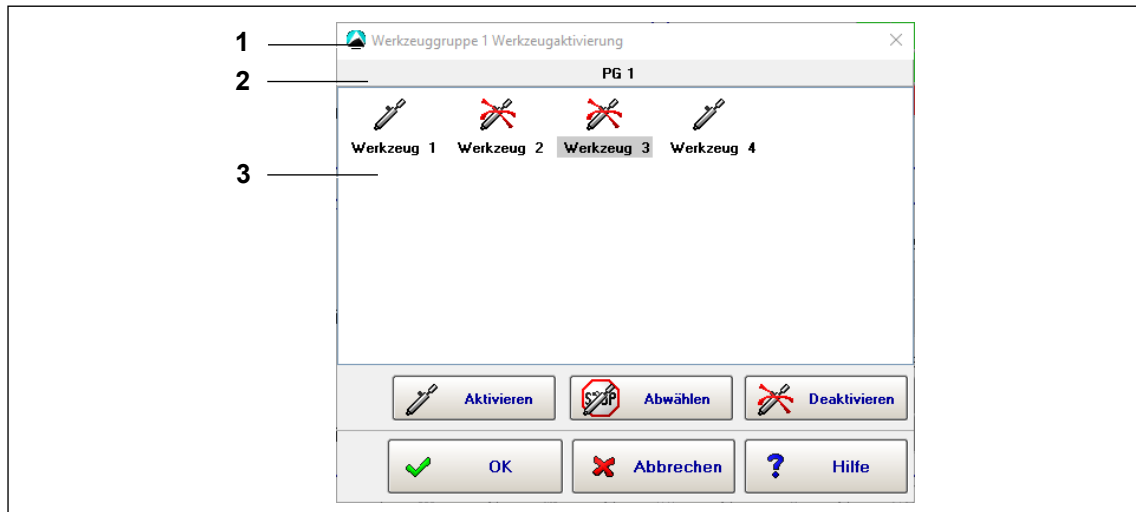 1
Werkzeuggruppe 1 Werkzeugaktivierung
2
PG 1
Werkzeug 1 Werkzeug 2 Werkzeug 3 Werkzeug 4
3
Aktivieren STOP Abwählen Deaktivieren
OK Abbrechen ? Hilfe